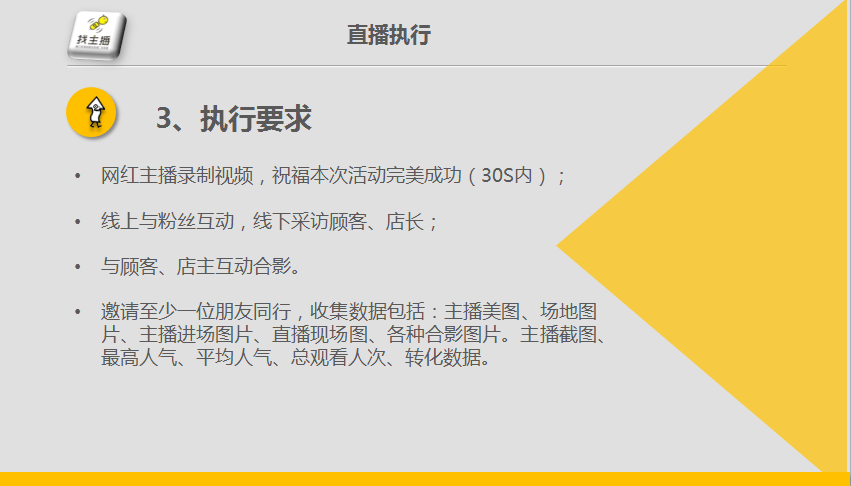 找主播
直播执行
3、执行要求
• 网红主播录制视频，祝福本次活动完美成功（30S内）；
• 线上与粉丝互动，线下采访顾客、店长；
• 与顾客、店主互动合影。
• 邀请至少一位朋友同行，收集数据包括：主播美图、场地图
片、主播进场图片、直播现场图、各种合影图片。主播截图、
最高人气、平均人气、总观看人次、转化数据。